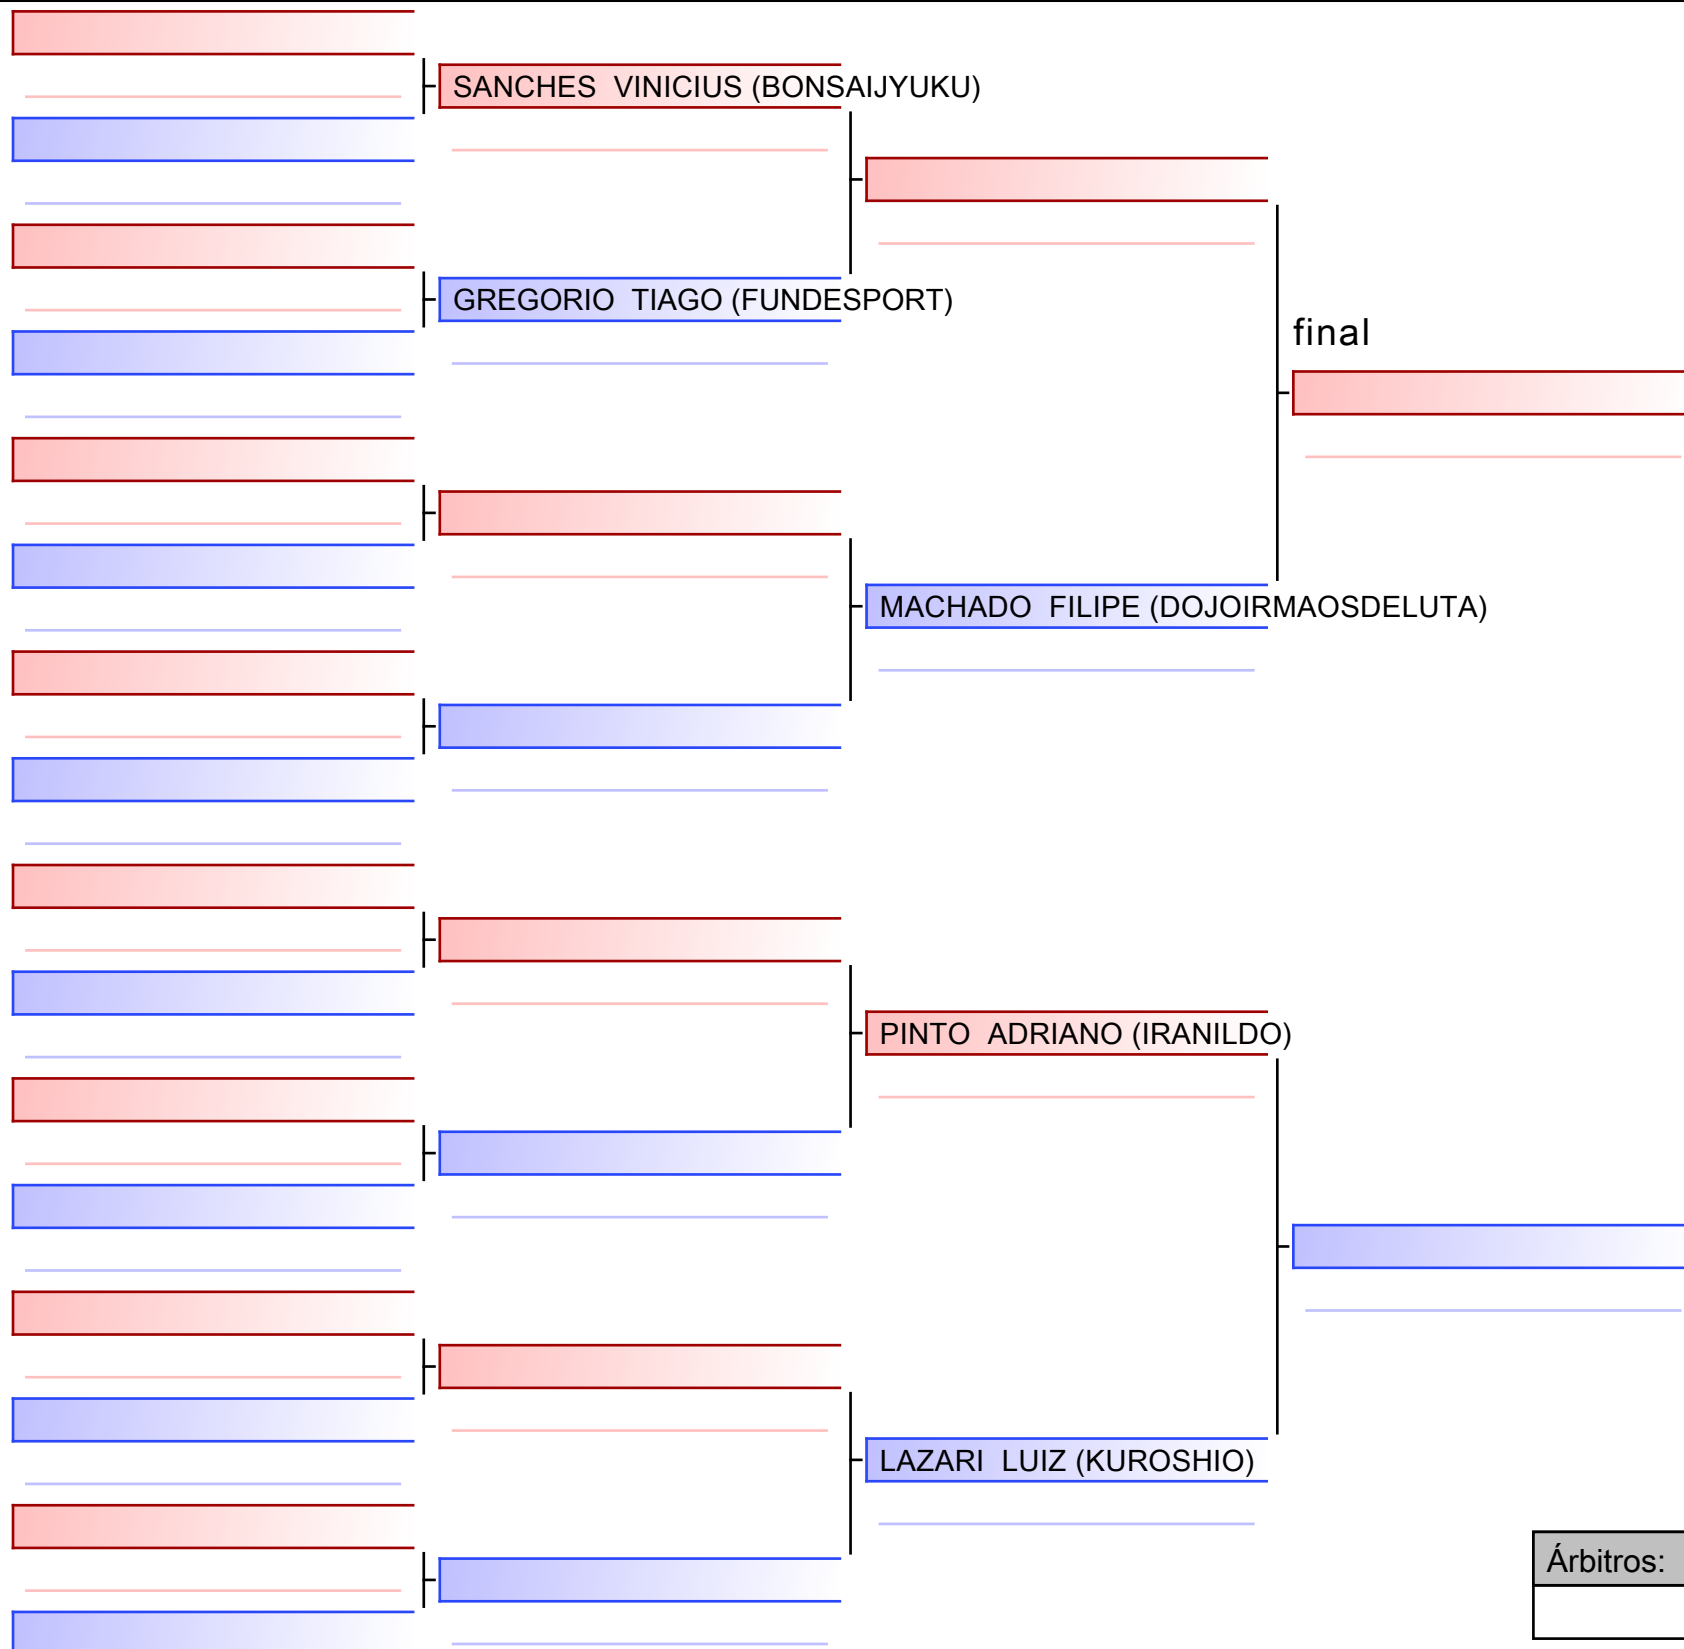 SANCHES  VINICIUS (BONSAIJYUKU)
GREGORIO  TIAGO (FUNDESPORT)
final
MACHADO  FILIPE (DOJOIRMAOSDELUTA)
PINTO  ADRIANO (IRANILDO)
LAZARI  LUIZ (KUROSHIO)
Árbitros: